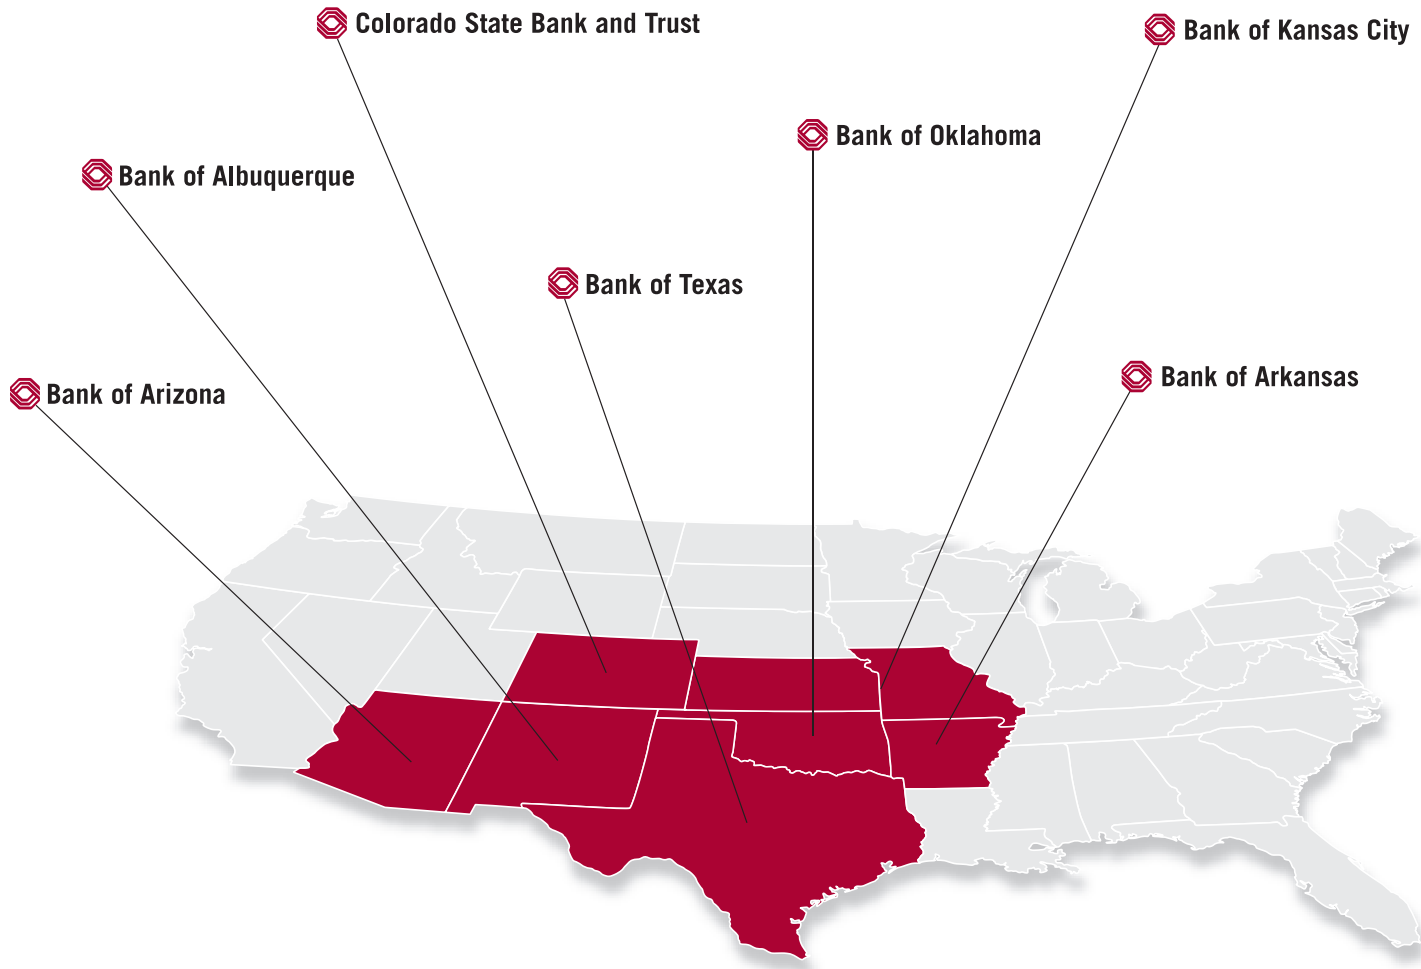 Colorado State Bank and Trust
Bank of Kansas City
Bank of Oklahoma
Bank of Albuquerque
Bank of Texas
Bank of Arkansas
Bank of Arizona